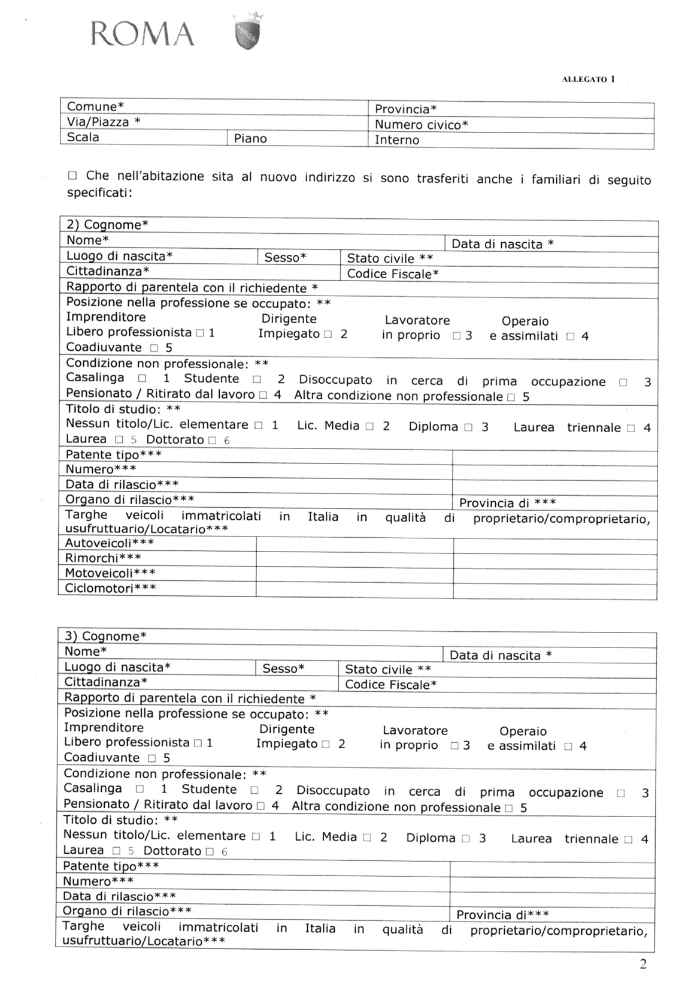 ROMA
ALLEGATO 1
Comune* Provincia*
Via/Piazza * Numero civico*
Scala Piano Interno
□ Che nell'abitazione sita al nuovo indirizzo si sono trasferiti anche i familiari di seguito
specificati:
2) Cognome*
Nome* Data di nascita *
Luogo di nascita* Sesso* Stato civile **
Cittadinanza* Codice Fiscale*
Rapporto di parentela con il richiedente *
Posizione nella professione se occupato: **
Imprenditore Dirigente Lavoratore Operaio
Libero professionista □ 1 Impiegato □ 2 in proprio □ 3 e assimilati □ 4
Coadiuvante □ 5
Condizione non professionale: **
Casalinga □ 1 Studente □ 2 Disoccupato in cerca di prima occupazione □ 3
Pensionato / Ritirato dal lavoro □ 4 Altra condizione non professionale □ 5
Titolo di studio: **
Nessun titolo/Lic. elementare □ 1 Lic. Media □ 2 Diploma □ 3 Laurea triennale □ 4
Laurea □ 5 Dottorato □ 6
Patente tipo***
Numero***
Data di rilascio***
Organo di rilascio*** Provincia di ***
Targhe veicoli immatricolati in Italia in qualità di proprietario/comproprietario,
usufruttuario/Locatario***
Autoveicoli***
Rimorchi***
Motoveicoli***
Ciclomotori***
3) Cognome*
Nome* Data di nascita *
Luogo di nascita* Sesso* Stato civile **
Cittadinanza* Codice Fiscale*
Rapporto di parentela con il richiedente *
Posizione nella professione se occupato: **
Imprenditore Dirigente Lavoratore Operaio
Libero professionista □ 1 Impiegato □ 2 in proprio □ 3 e assimilati □ 4
Coadiuvante □ 5
Condizione non professionale: **
Casalinga □ 1 Studente □ 2 Disoccupato in cerca di prima occupazione □ 3
Pensionato / Ritirato dal lavoro □ 4 Altra condizione non professionale □ 5
Titolo di studio: **
Nessun titolo/Lic. elementare □ 1 Lic. Media □ 2 Diploma □ 3 Laurea triennale □ 4
Laurea □ 5 Dottorato □ 6
Patente tipo***
Numero***
Data di rilascio***
Organo di rilascio*** Provincia di***
Targhe veicoli immatricolati in Italia in qualità di proprietario/comproprietario,
usufruttuario/Locatario***
2